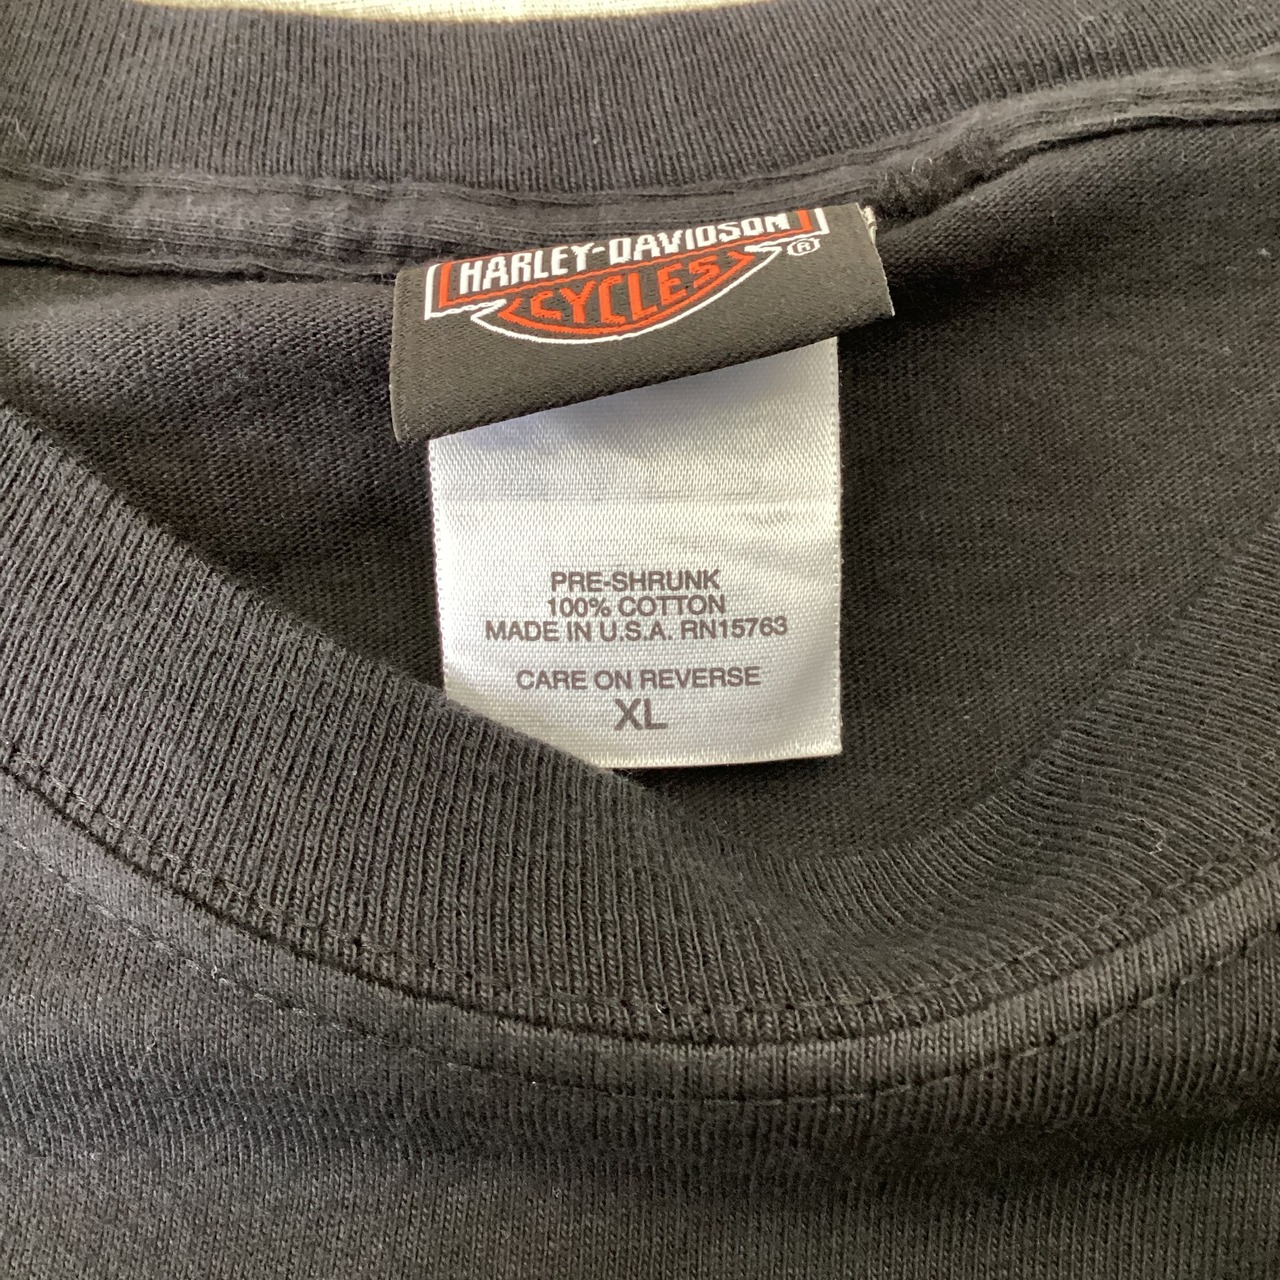 HARLEY-DAVIDSON
CYCLES ®
PRE-SHRUNK
100% COTTON
MADE IN U.S.A. RN15763
CARE ON REVERSE
XL